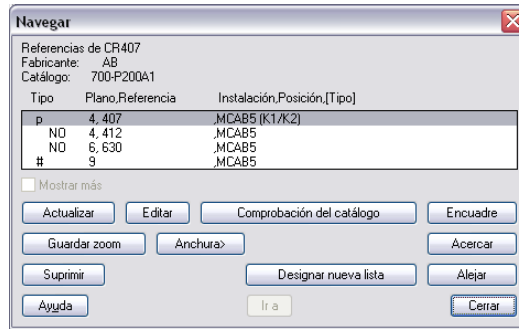 Navegar
Referencias de CR407
Fabricante: AB
Catálogo: 700-P200A1
Tipo Plano,Referencia Instalación,Posición,[Tipo]
p 4, 407 ,MCAB5 (K1/K2)
NO 4, 412 ,MCAB5
NO 6, 630 ,MCAB5
# 9 ,MCAB5
Mostrar más
Actualizar Editar Comprobación del catálogo Encuadre
Guardar zoom Anchura> Acercar
Suprimir Designar nueva lista Alejar
Ayuda Ir a Cerrar